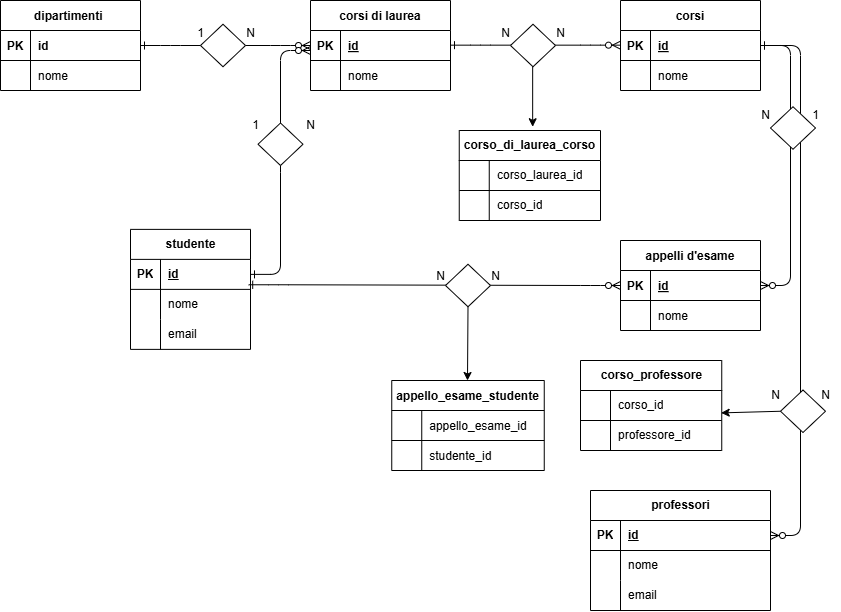 dipartimenti
PK id
nome
1 N
corsi di laurea
PK id
nome
N N
corsi
PK id
nome
1 N
corso_di_laurea_corso
corso_laurea_id
corso_id
N 1
studente
PK id
nome
email
N N
appelli d'esame
PK id
nome
appello_esame_studente
appello_esame_id
studente_id
corso_professore
corso_id
professore_id
N N
professori
PK id
nome
email